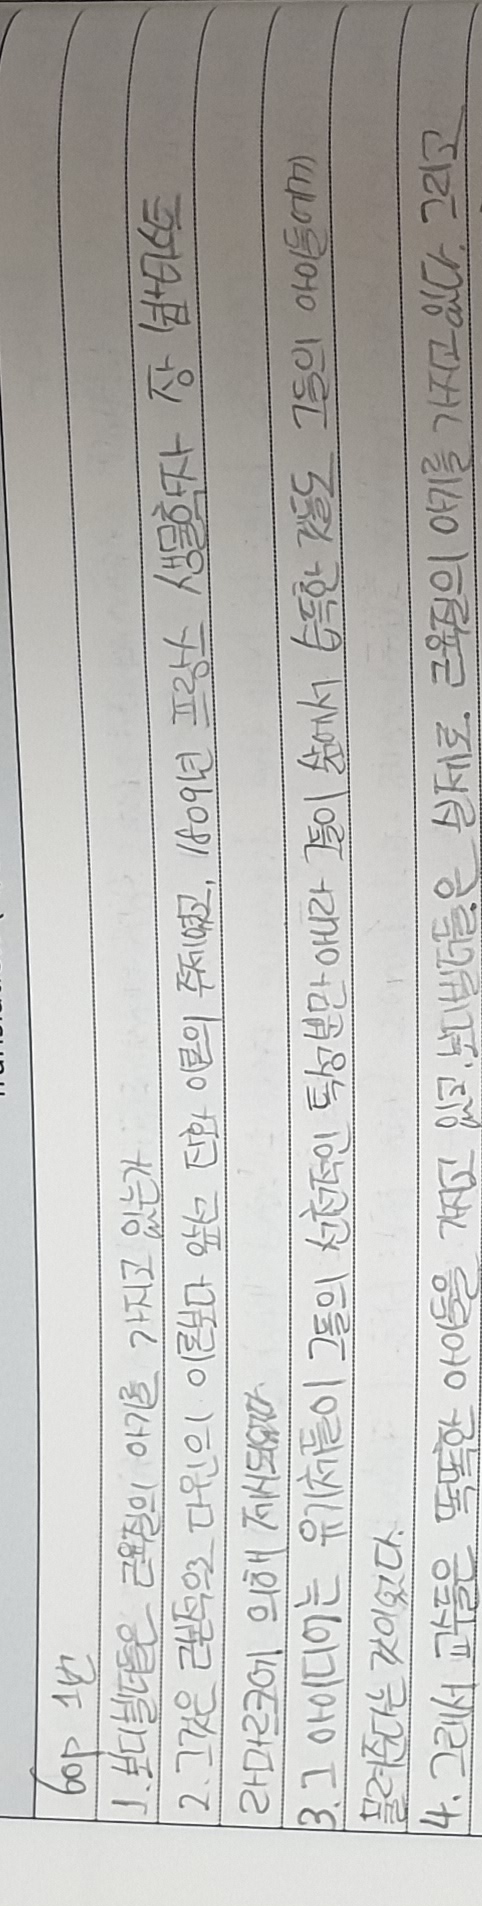 60p 1번
1. 보디빌더들은 근육질의 아기를 가지고 있는가
2. 그것은 근본적으로 다윈의 이론보다 앞선 진화 이론의 주제였고, 1809년 프랑스 생물학자 장 밥티스트
라마르크에 의해 제시되었다.
3. 그 아이디어는 유기체들이 그들의 선천적인 특성뿐만 아니라 그들이 삶에서 습득한 것들도 그들의 아이들에게
물려준다는 것이었다.
4. 그래서 교수들은 똑똑한 아이들을 가지고 있고, 보디빌더들은 실제로 근육질의 아기를 가지고 있다. 그리고